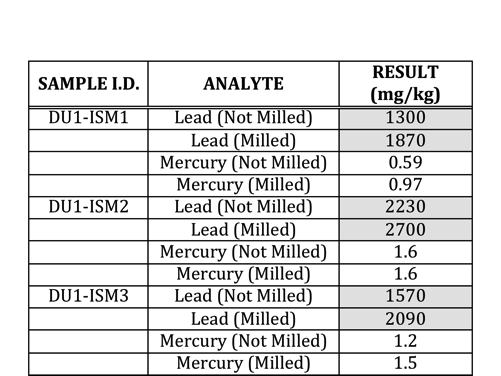 SAMPLE I.D. ANALYTE RESULT (mg/kg)
DU1-ISM1 Lead (Not Milled) 1300
Lead (Milled) 1870
Mercury (Not Milled) 0.59
Mercury (Milled) 0.97
DU1-ISM2 Lead (Not Milled) 2230
Lead (Milled) 2700
Mercury (Not Milled) 1.6
Mercury (Milled) 1.6
DU1-ISM3 Lead (Not Milled) 1570
Lead (Milled) 2090
Mercury (Not Milled) 1.2
Mercury (Milled) 1.5